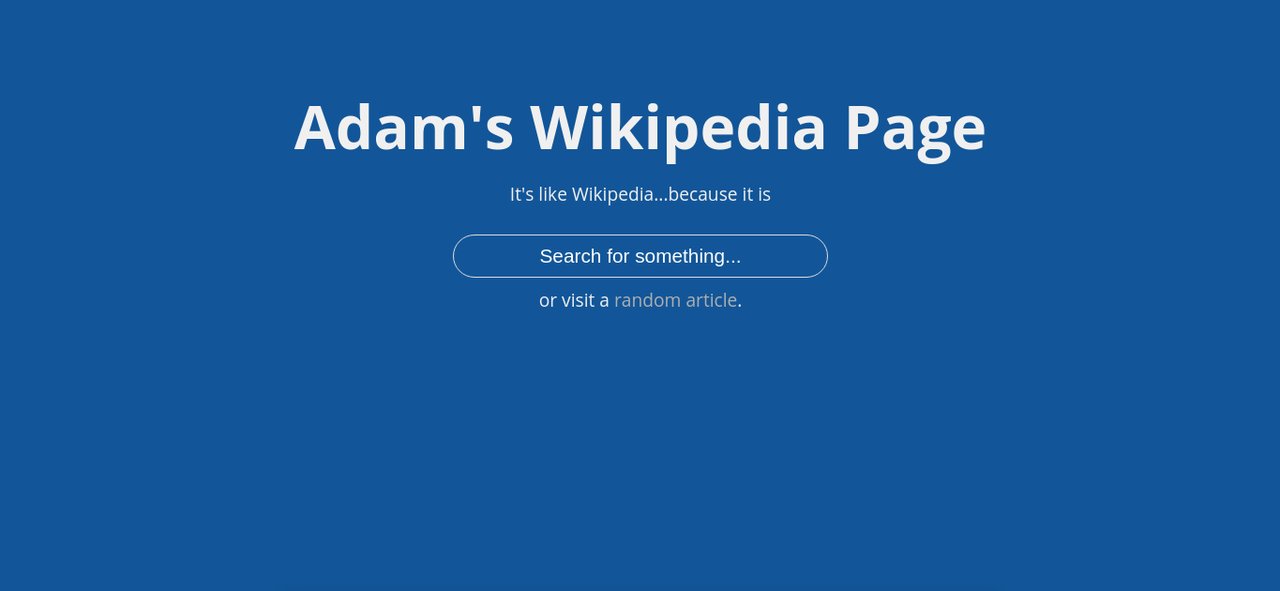 Adam's Wikipedia Page
It's like Wikipedia...because it is
Search for something...
or visit a random article.